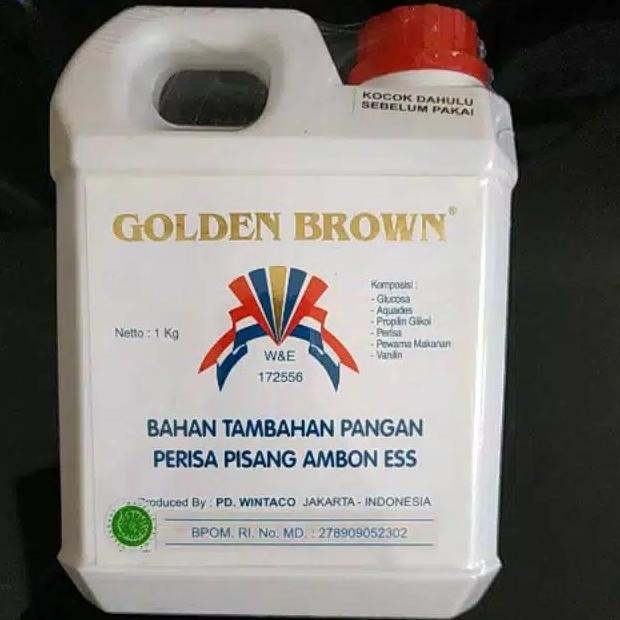 KOCOK DAHULU
SEBELUM PAKAI
GOLDEN BROWN®
Komposisi :
- Glucosa
- Aquades
- Propilin Glikol
- Perisa
- Pewarna Makanan
- Vanilin
Netto : 1 Kg
W&E
172556
BAHAN TAMBAHAN PANGAN
PERISA PISANG AMBON ESS
Produced By : PD. WINTACO JAKARTA - INDONESIA
BPOM. RI. No. MD. : 278909052302